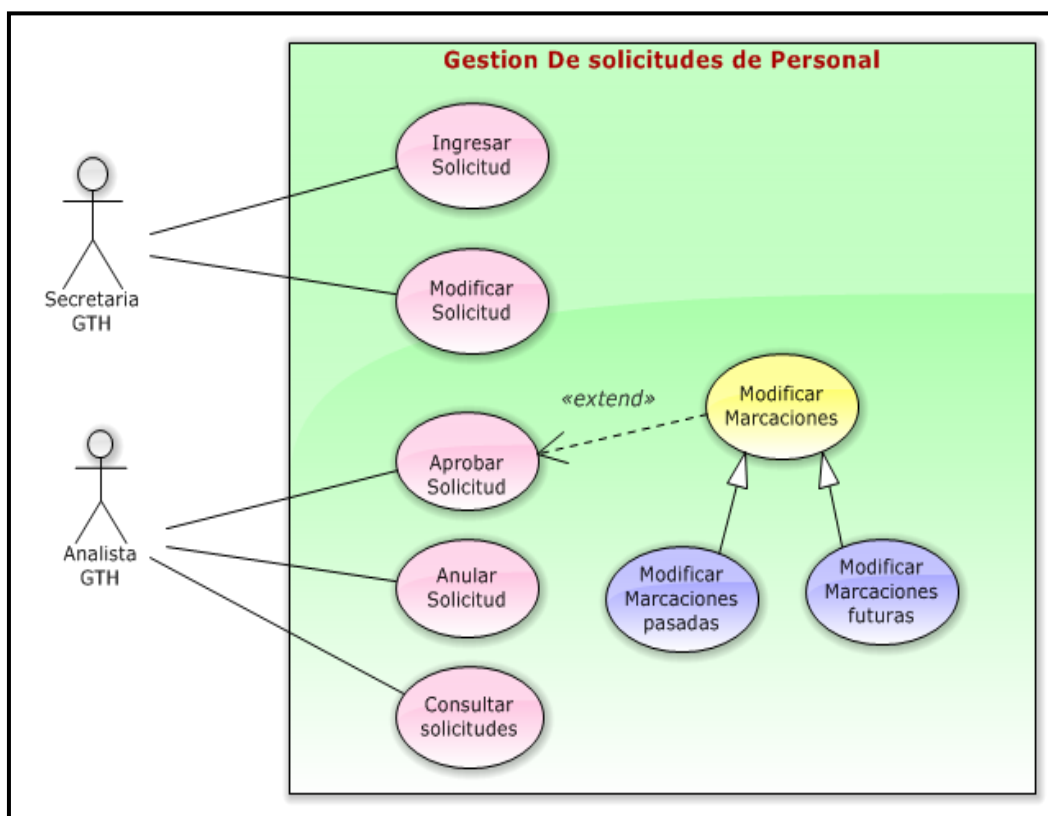 Gestion De solicitudes de Personal
Ingresar
Solicitud
Secretaria
GTH
Modificar
Solicitud
«extend»
Modificar
Marcaciones
Aprobar
Solicitud
Analista
GTH
Anular
Solicitud
Modificar
Marcaciones
pasadas
Modificar
Marcaciones
futuras
Consultar
solicitudes